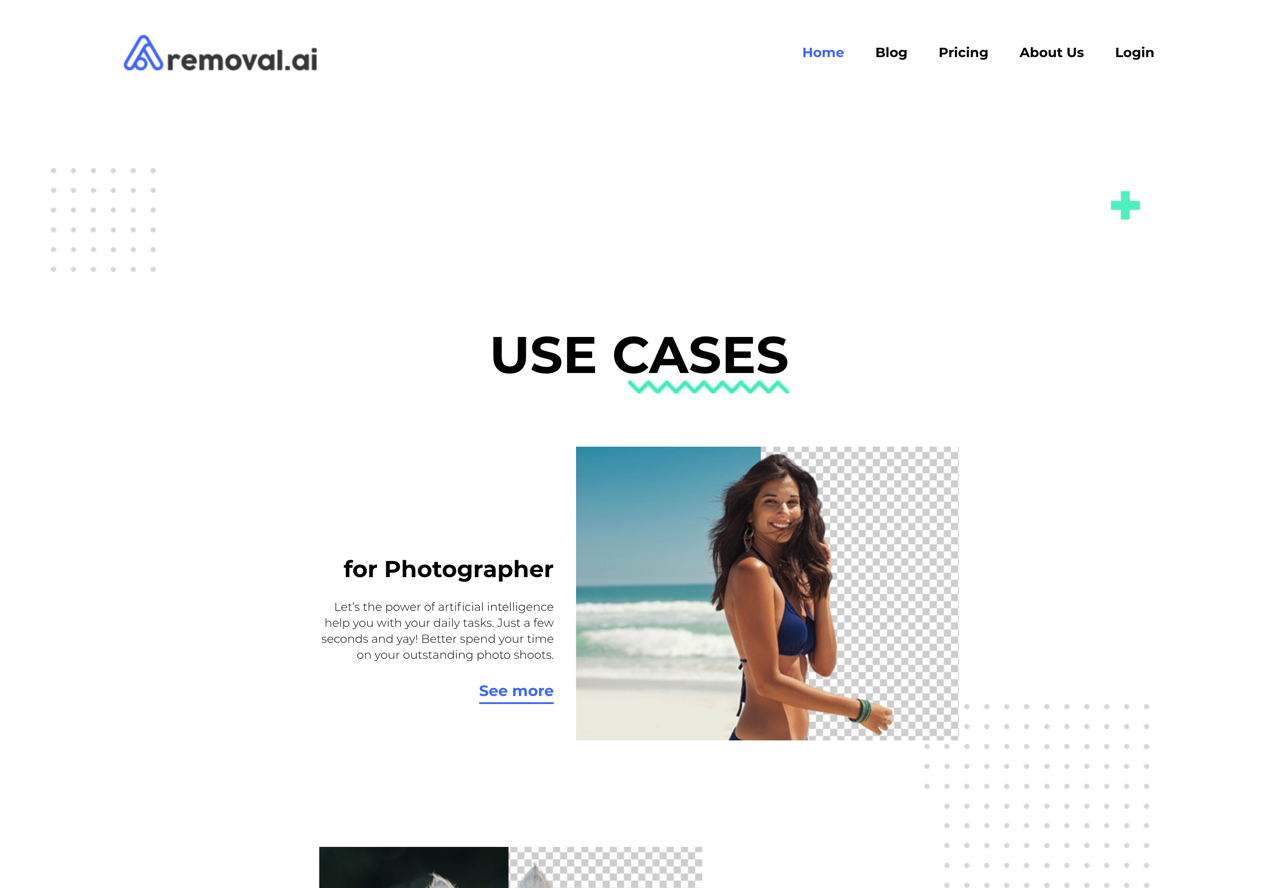 removal.ai
Home Blog Pricing About Us Login
USE CASES
for Photographer
Let’s the power of artificial intelligence
help you with your daily tasks. Just a few
seconds and yay! Better spend your time
on your outstanding photo shoots.
See more